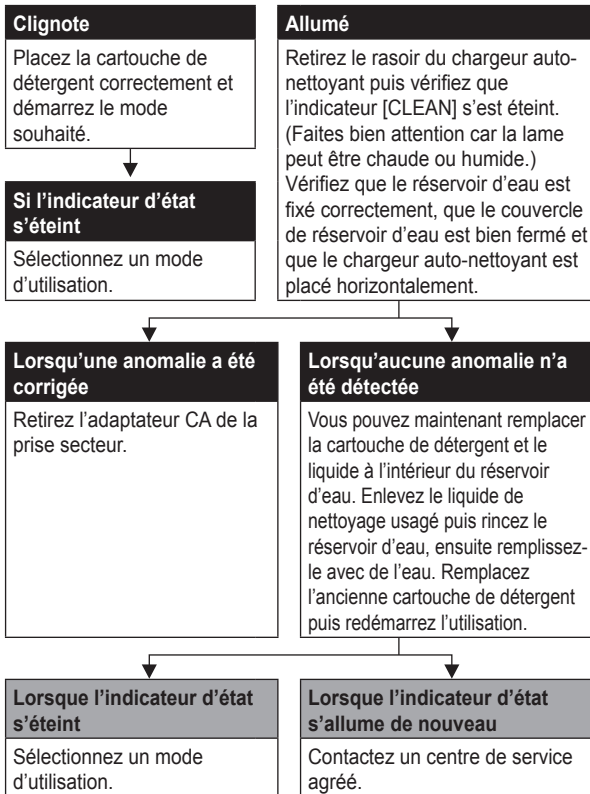 Clignote
Placez la cartouche de
détergent correctement et
démarrez le mode
souhaité.
Si l’indicateur d’état
s’éteint
Sélectionnez un mode
d’utilisation.
Allumé
Retirez le rasoir du chargeur auto-
nettoyant puis vérifiez que
l’indicateur [CLEAN] s’est éteint.
(Faites bien attention car la lame
peut être chaude ou humide.)
Vérifiez que le réservoir d’eau est
fixé correctement, que le couvercle
de réservoir d’eau est bien fermé et
que le chargeur auto-nettoyant est
placé horizontalement.
Lorsqu’une anomalie a été
corrigée
Retirez l’adaptateur CA de la
prise secteur.
Lorsqu’aucune anomalie n’a
été détectée
Vous pouvez maintenant remplacer
la cartouche de détergent et le
liquide à l’intérieur du réservoir
d’eau. Enlevez le liquide de
nettoyage usagé puis rincez le
réservoir d’eau, ensuite remplissez-
le avec de l’eau. Remplacez
l’ancienne cartouche de détergent
puis redémarrez l’utilisation.
Lorsque l’indicateur d’état
s’éteint
Sélectionnez un mode
d’utilisation.
Lorsque l’indicateur d’état
s’allume de nouveau
Contactez un centre de service
agréé.